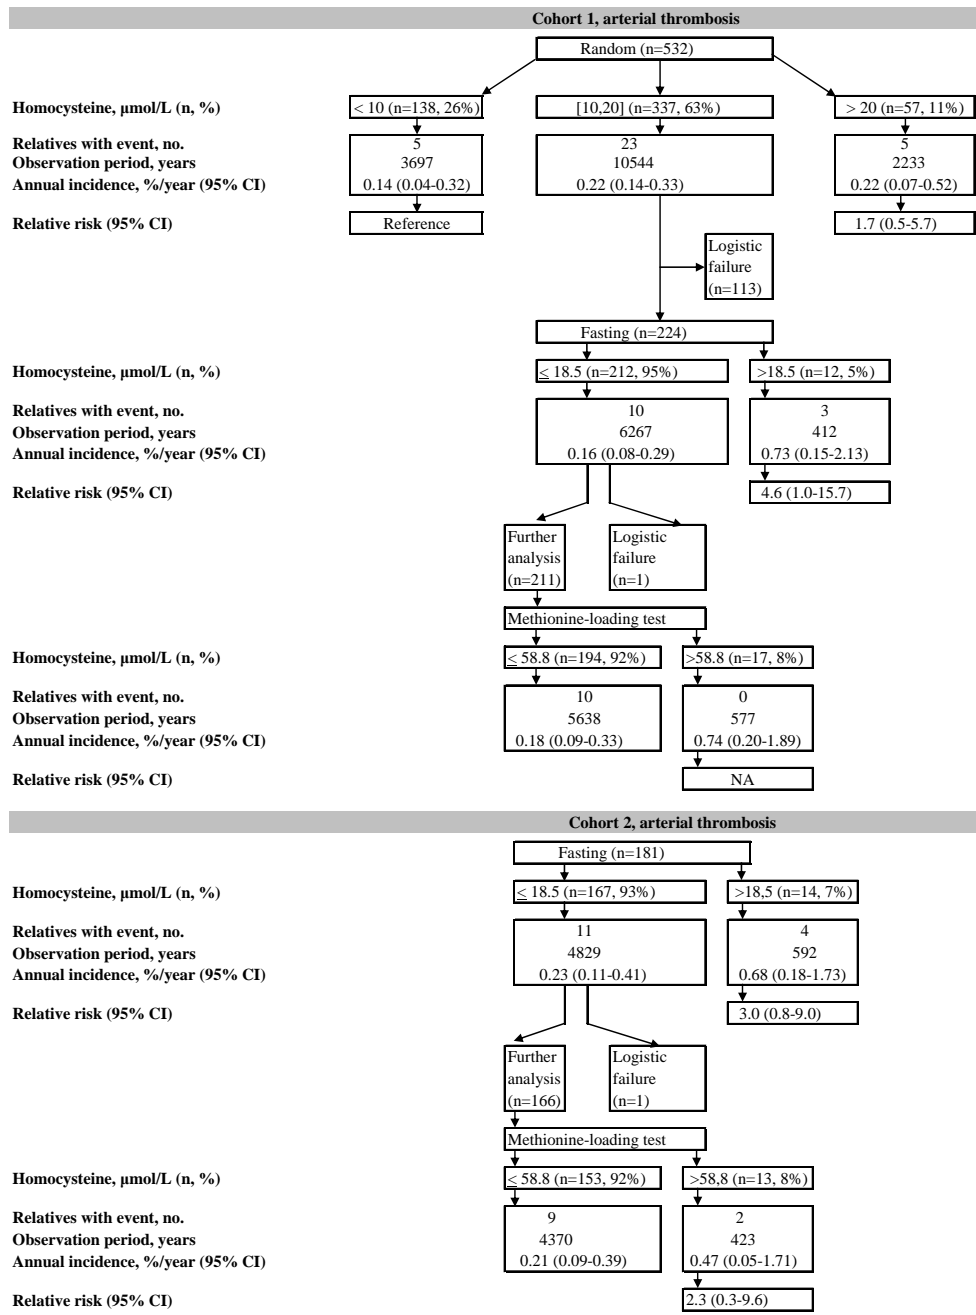 Cohort 1, arterial thrombosis
Random (n=532)
Homocysteine, μmol/L (n, %) < 10 (n=138, 26%) [10,20] (n=337, 63%) > 20 (n=57, 11%)
Relatives with event, no. 5 23 5
Observation period, years 3697 10544 2233
Annual incidence, %/year (95% CI) 0.14 (0.04-0.32) 0.22 (0.14-0.33) 0.22 (0.07-0.52)
Relative risk (95% CI) Reference 1.7 (0.5-5.7)
Logistic
failure
(n=113)
Fasting (n=224)
Homocysteine, μmol/L (n, %) ≤ 18.5 (n=212, 95%) >18.5 (n=12, 5%)
Relatives with event, no. 10 3
Observation period, years 6267 412
Annual incidence, %/year (95% CI) 0.16 (0.08-0.29) 0.73 (0.15-2.13)
Relative risk (95% CI) 4.6 (1.0-15.7)
Further Logistic
analysis failure
(n=211) (n=1)
Methionine-loading test
Homocysteine, μmol/L (n, %) ≤ 58.8 (n=194, 92%) >58.8 (n=17, 8%)
Relatives with event, no. 10 0
Observation period, years 5638 577
Annual incidence, %/year (95% CI) 0.18 (0.09-0.33) 0.74 (0.20-1.89)
Relative risk (95% CI) NA
Cohort 2, arterial thrombosis
Fasting (n=181)
Homocysteine, μmol/L (n, %) ≤ 18.5 (n=167, 93%) >18,5 (n=14, 7%)
Relatives with event, no. 11 4
Observation period, years 4829 592
Annual incidence, %/year (95% CI) 0.23 (0.11-0.41) 0.68 (0.18-1.73)
Relative risk (95% CI) 3.0 (0.8-9.0)
Further Logistic
analysis failure
(n=166) (n=1)
Methionine-loading test
Homocysteine, μmol/L (n, %) ≤ 58.8 (n=153, 92%) >58,8 (n=13, 8%)
Relatives with event, no. 9 2
Observation period, years 4370 423
Annual incidence, %/year (95% CI) 0.21 (0.09-0.39) 0.47 (0.05-1.71)
Relative risk (95% CI) 2.3 (0.3-9.6)